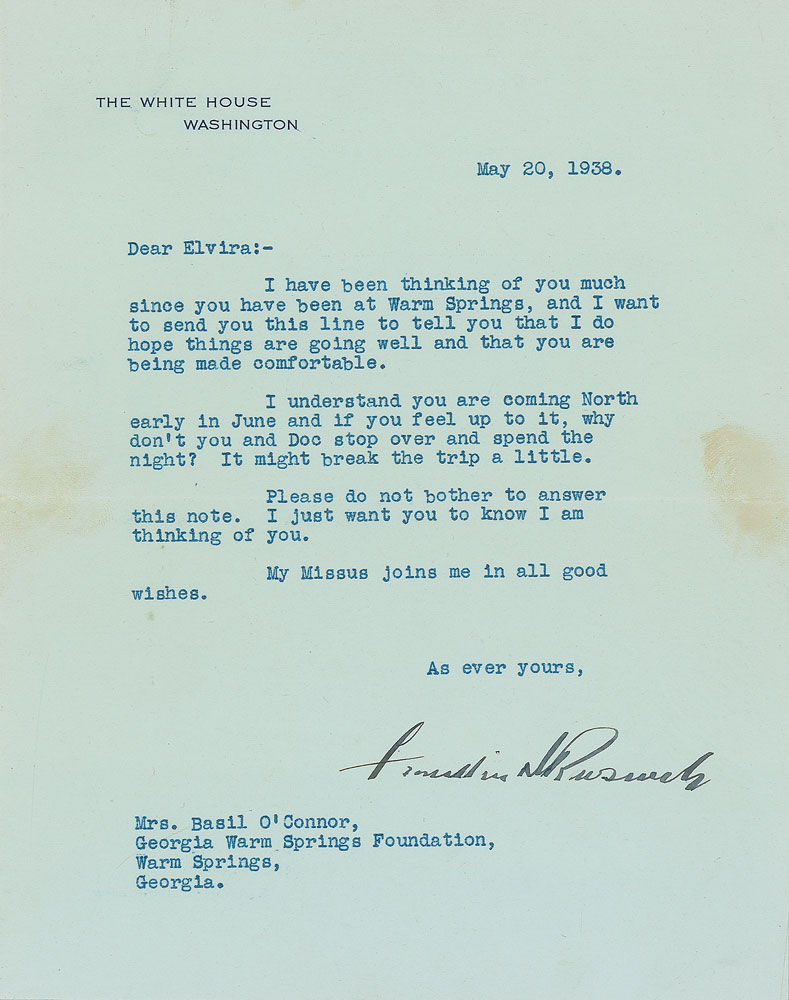 THE WHITE HOUSE
WASHINGTON
May 20, 1938.
Dear Elvira:-
I have been thinking of you much
since you have been at Warm Springs, and I want
to send you this line to tell you that I do
hope things are going well and that you are
being made comfortable.
I understand you are coming North
early in June and if you feel up to it, why
don't you and Doc stop over and spend the
night?  It might break the trip a little.
Please do not bother to answer
this note.  I just want you to know I am
thinking of you.
My Missus joins me in all good
wishes.
As ever yours,
Franklin D Roosevelt
Mrs. Basil O'Connor,
Georgia Warm Springs Foundation,
Warm Springs,
Georgia.